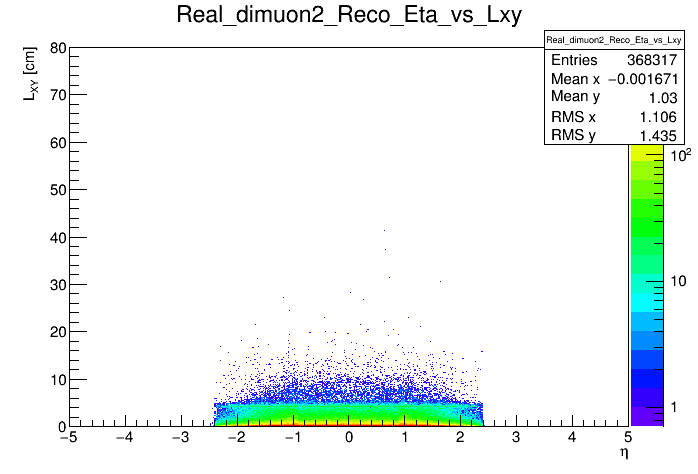 Real_dimuon2_Reco_Eta_vs_Lxy
Real_dimuon2_Reco_Eta_vs_Lxy
Entries 368317
Mean x −0.001671
Mean y 1.03
RMS x 1.106
RMS y 1.435
L_XY [cm]
80
70
60
50
40
30
20
10
0
−5 −4 −3 −2 −1 0 1 2 3 4 5
η
10²
10
1